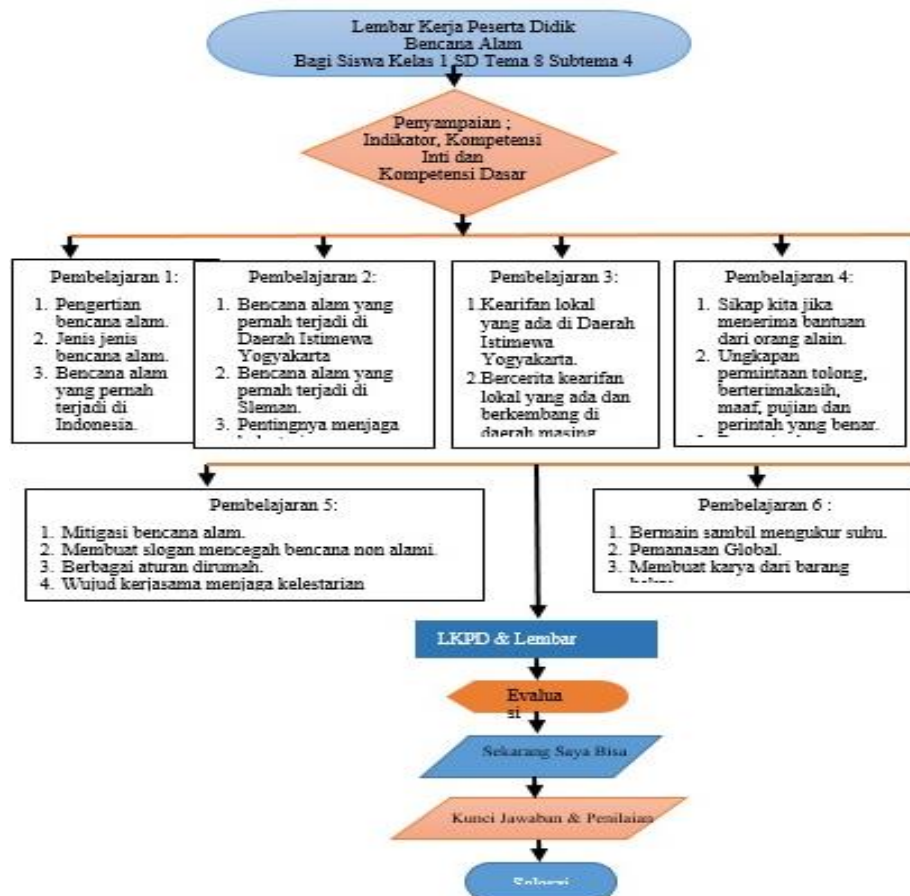 Lembar Kerja Peserta Didik
Bencana Alam
Bagi Siswa Kelas 1 SD Tema 8 Subtema 4
Penyampaian ;
Indikator, Kompetensi
Inti dan
Kompetensi Dasar
Pembelajaran 1:
1. Pengertian
bencana alam.
2. Jenis jenis
bencana alam.
3. Bencana alam
yang pernah
terjadi di
Indonesia.
Pembelajaran 2:
1. Bencana alam yang
pernah terjadi di
Daerah Istimewa
Yogyakarta
2. Bencana alam yang
pernah terjadi di
Sleman.
3. Pentingnya menjaga
Pembelajaran 3:
1.Kearifan lokal
yang ada di Daerah
Istimewa
Yogyakarta.
2.Bercerita kearifan
lokal yang ada dan
berkembang di
daerah masing
Pembelajaran 4:
1. Sikap kita jika
menerima bantuan
dari orang alain.
2. Ungkapan
permintaan tolong,
berterimakasih,
maaf, pujian dan
perintah yang benar.
Pembelajaran 5:
1. Mitigasi bencana alam.
2. Membuat slogan mencegah bencana non alami.
3. Berbagai aturan dirumah.
4. Wujud kerjasama menjaga kelestarian
Pembelajaran 6 :
1. Bermain sambil mengukur suhu.
2. Pemanasan Global.
3. Membuat karya dari barang
LKPD & Lembar
Evalua
si
Sekarang Saya Bisa
Kunci Jawaban & Penilaian
Selesai